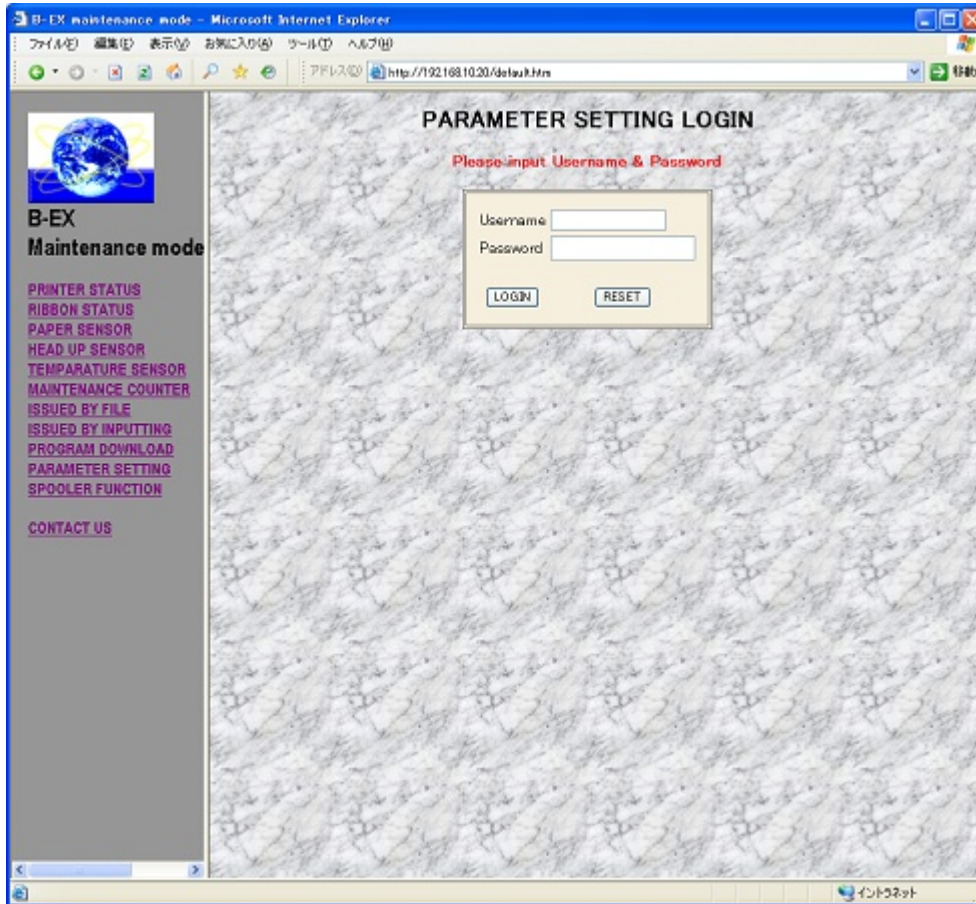 B-EX maintenance mode - Microsoft Internet Explorer
ファイル(F) 編集(E) 表示(V) お気に入り(A) ツール(T) ヘルプ(H)
アドレス(D) http://192.168.10.20/default.htm 移動
B-EX
Maintenance mode
PRINTER STATUS
RIBBON STATUS
PAPER SENSOR
HEAD UP SENSOR
TEMPARATURE SENSOR
MAINTENANCE COUNTER
ISSUED BY FILE
ISSUED BY INPUTTING
PROGRAM DOWNLOAD
PARAMETER SETTING
SPOOLER FUNCTION
CONTACT US
PARAMETER SETTING LOGIN
Please input Username & Password
Username
Password
LOGIN RESET
イントラネット